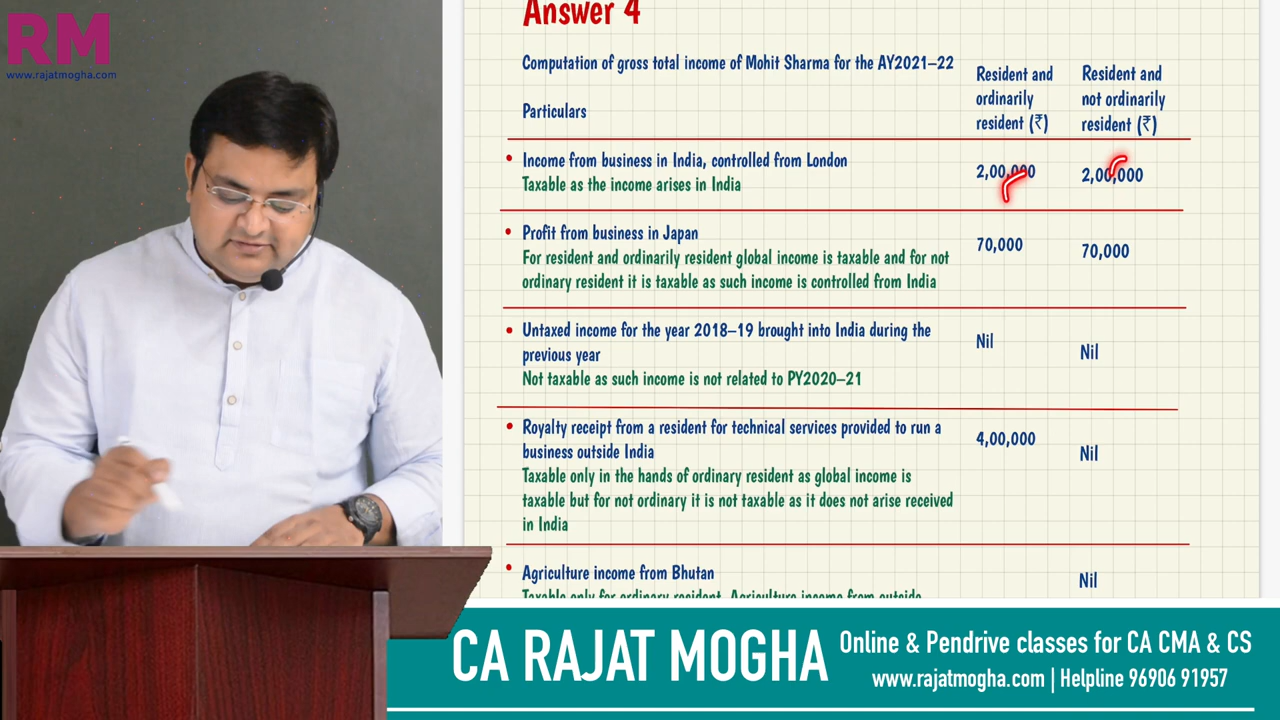 RM
www.rajatmogha.com
Answer 4
Computation of gross total income of Mohit Sharma for the AY2021–22
Particulars
Resident and
ordinarily
resident (₹)
Resident and
not ordinarily
resident (₹)
• Income from business in India, controlled from London
Taxable as the income arises in India
2,00,000
2,00,000
• Profit from business in Japan
For resident and ordinarily resident global income is taxable and for not
ordinary resident it is taxable as such income is controlled from India
70,000
70,000
• Untaxed income for the year 2018–19 brought into India during the
previous year
Not taxable as such income is not related to PY2020–21
Nil
Nil
• Royalty receipt from a resident for technical services provided to run a
business outside India
Taxable only in the hands of ordinary resident as global income is
taxable but for not ordinary it is not taxable as it does not arise received
in India
4,00,000
Nil
• Agriculture income from Bhutan
Taxable only for ordinary resident. Agriculture income from outside
Nil
CA RAJAT MOGHA
Online & Pendrive classes for CA CMA & CS
www.rajatmogha.com | Helpline 96906 91957